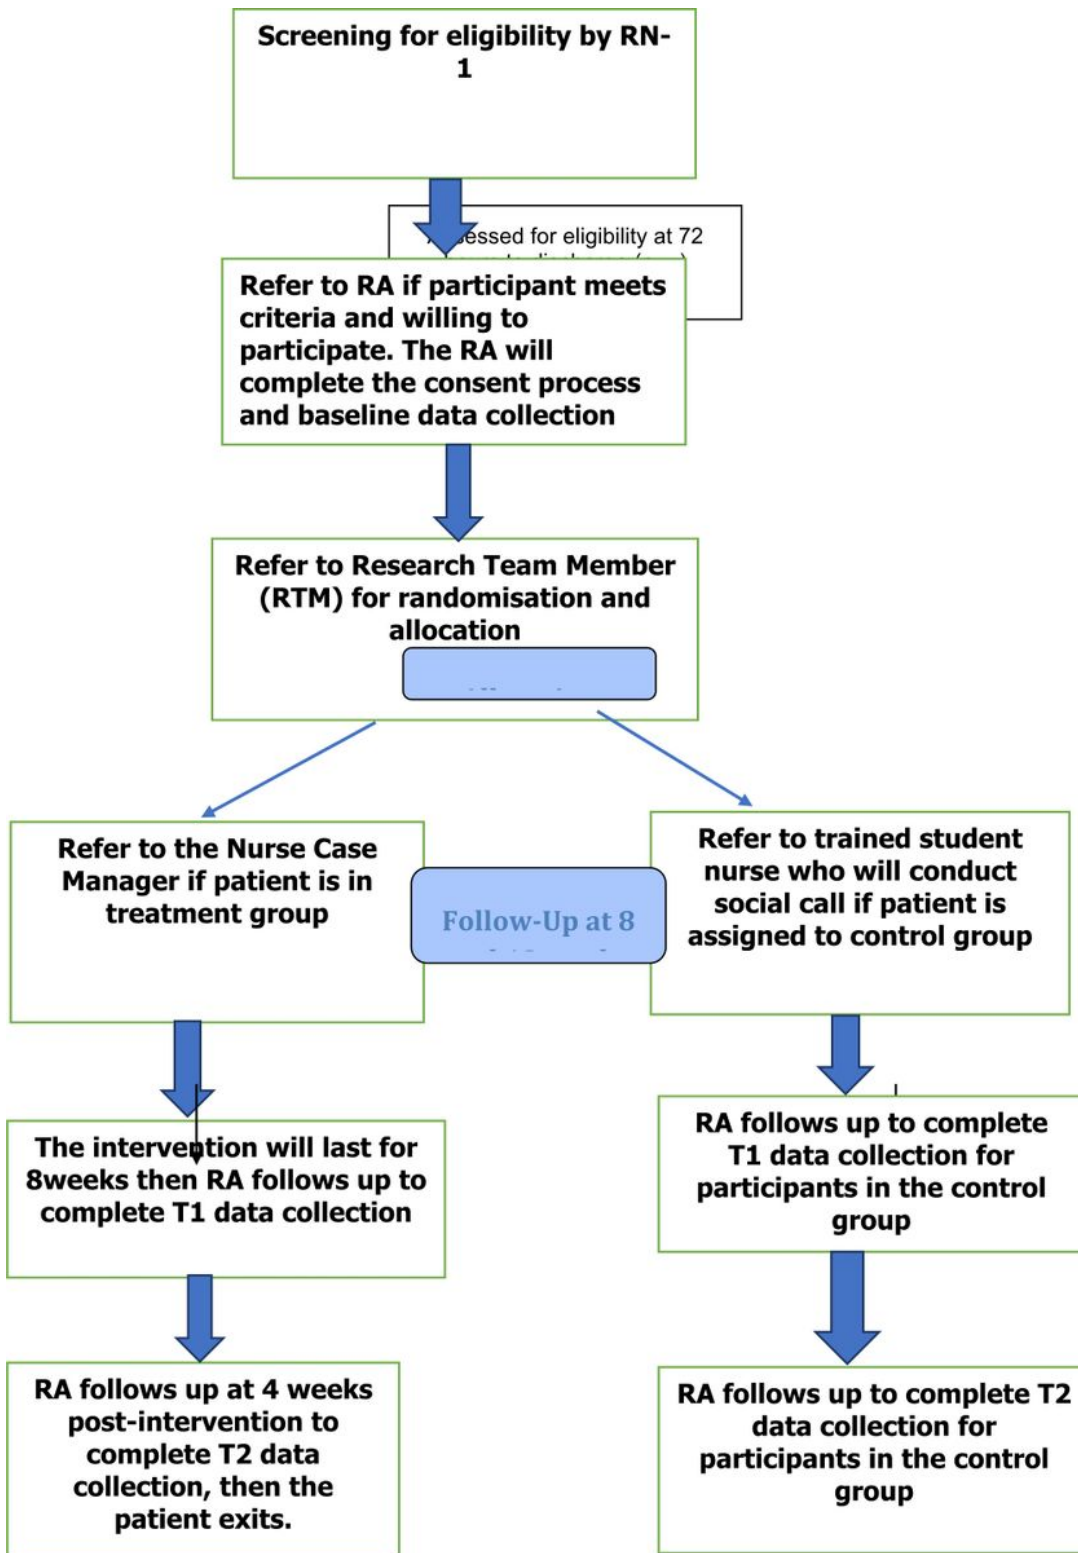 Screening for eligibility by RN-
1
sessed for eligibility at 72
Refer to RA if participant meets
criteria and willing to
participate. The RA will
complete the consent process
and baseline data collection
Refer to Research Team Member
(RTM) for randomisation and
allocation
Refer to the Nurse Case
Manager if patient is in
treatment group
Follow-Up at 8
Refer to trained student
nurse who will conduct
social call if patient is
assigned to control group
The intervention will last for
8weeks then RA follows up to
complete T1 data collection
RA follows up to complete
T1 data collection for
participants in the control
group
RA follows up at 4 weeks
post-intervention to
complete T2 data
collection, then the
patient exits.
RA follows up to complete T2
data collection for
participants in the control
group